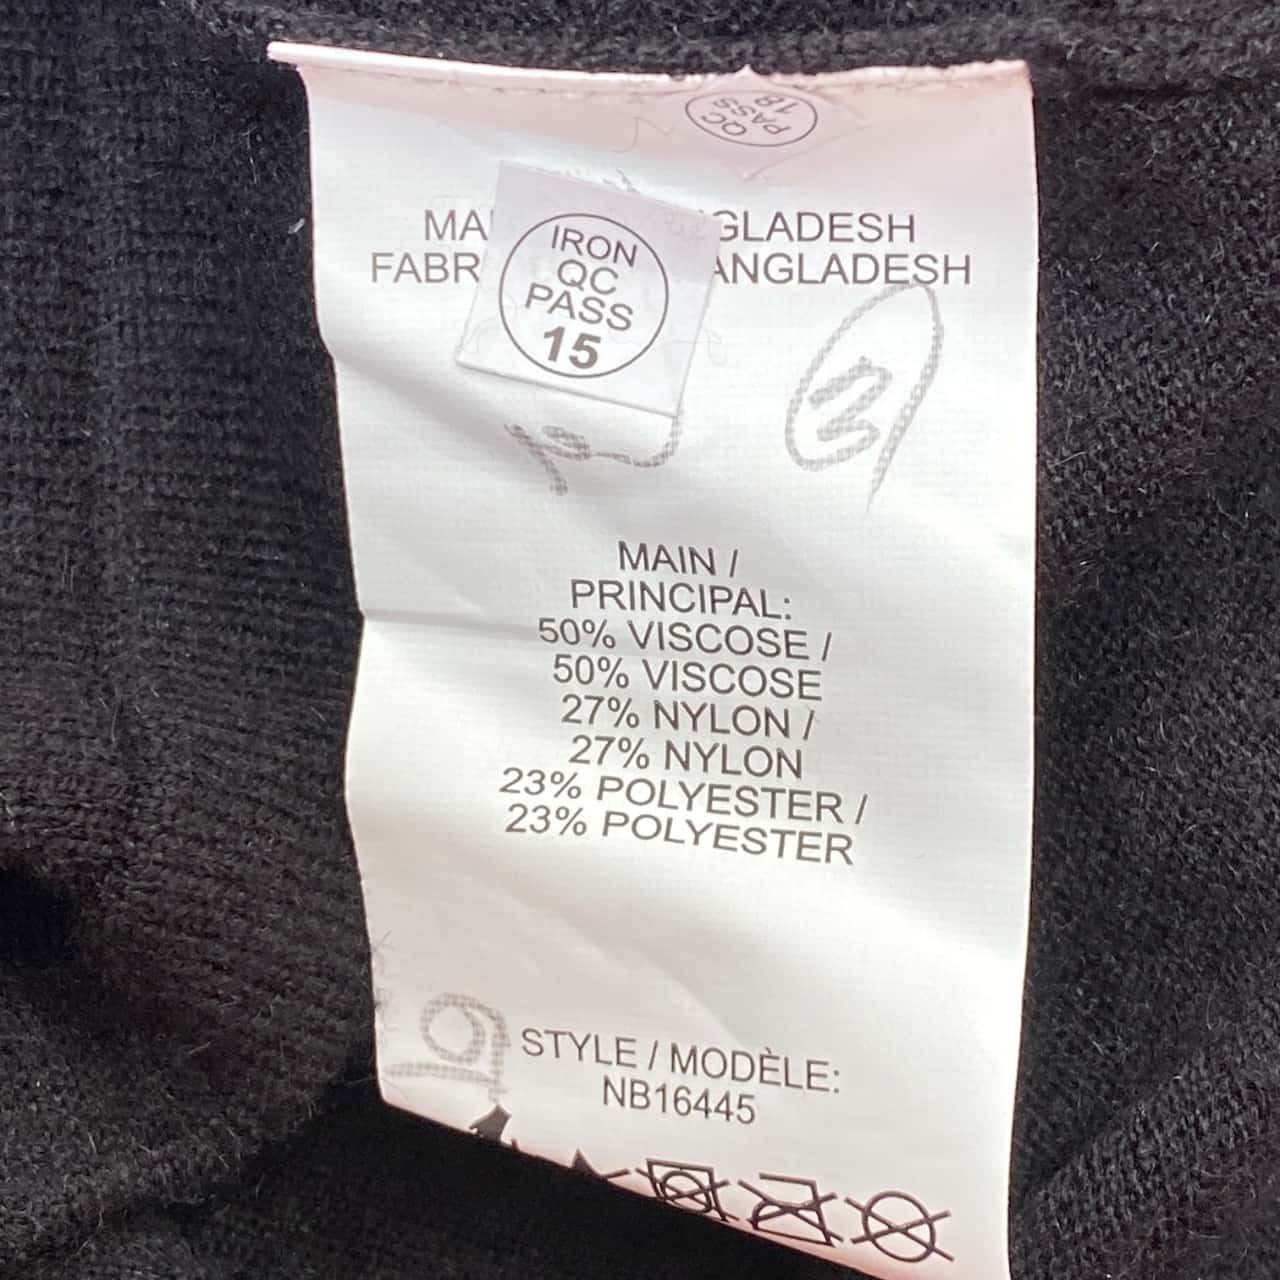 QC
PASS
18
MA GLADESH
FABR ANGLADESH
IRON
QC
PASS
15
3
MAIN /
PRINCIPAL:
50% VISCOSE /
50% VISCOSE
27% NYLON /
27% NYLON
23% POLYESTER /
23% POLYESTER
STYLE / MODÈLE:
NB16445